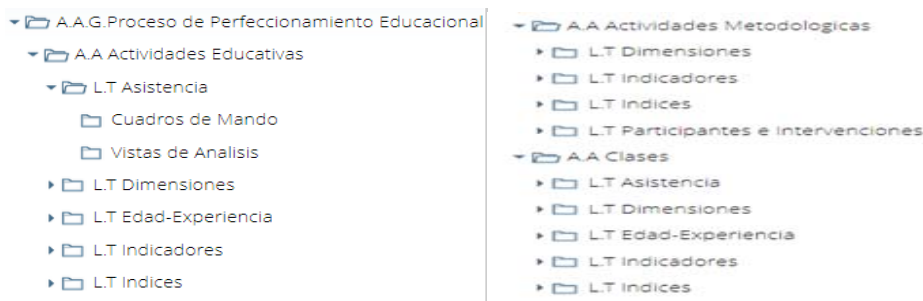 A.A.G.Proceso de Perfeccionamiento Educacional
A.A Actividades Educativas
L.T Asistencia
Cuadros de Mando
Vistas de Analisis
L.T Dimensiones
L.T Edad-Experiencia
L.T Indicadores
L.T Indices
A.A Actividades Metodologicas
L.T Dimensiones
L.T Indicadores
L.T Indices
L.T Participantes e Intervenciones
A.A Clases
L.T Asistencia
L.T Dimensiones
L.T Edad-Experiencia
L.T Indicadores
L.T Indices